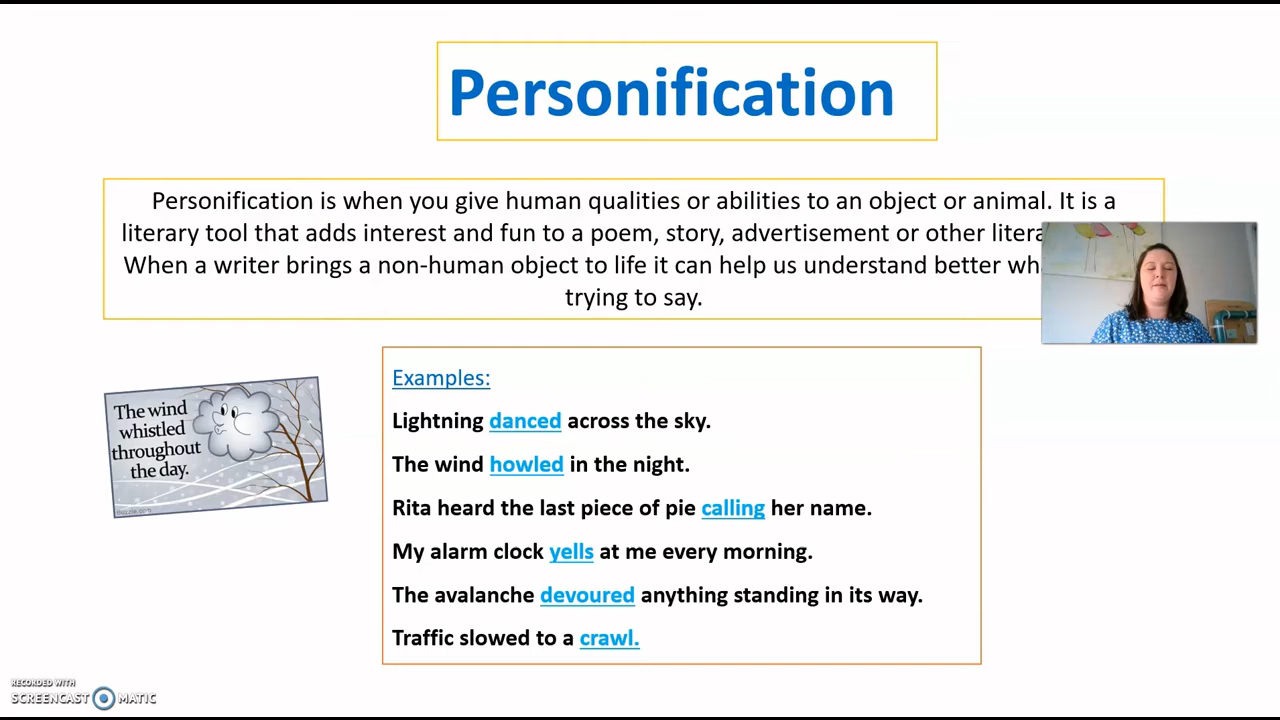 Personification
Personification is when you give human qualities or abilities to an object or animal. It is a
literary tool that adds interest and fun to a poem, story, advertisement or other
When a writer brings a non-human object to life it can help us understand better
trying to say.
The wind
whistled
throughout
the day.
Examples:
Lightning danced across the sky.
The wind howled in the night.
Rita heard the last piece of pie calling her name.
My alarm clock yells at me every morning.
The avalanche devoured anything standing in its way.
Traffic slowed to a crawl.
RECORDED WITH
SCREENCAST MATIC